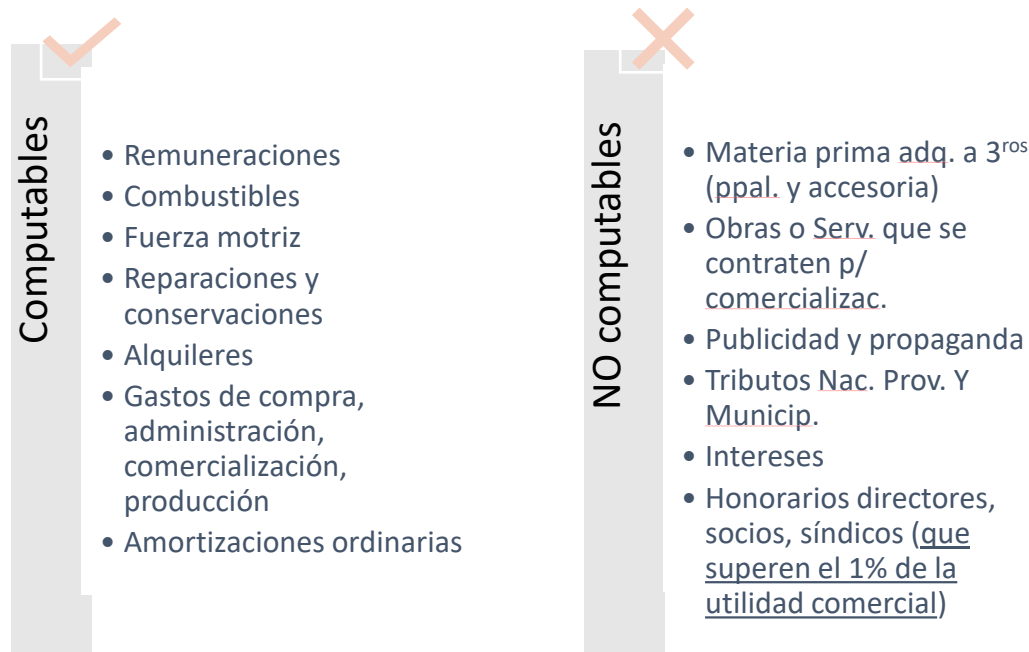 Computables
• Remuneraciones
• Combustibles
• Fuerza motriz
• Reparaciones y
conservaciones
• Alquileres
• Gastos de compra,
administración,
comercialización,
producción
• Amortizaciones ordinarias
NO computables
• Materia prima adq. a 3ros
(ppal. y accesoria)
• Obras o Serv. que se
contraten p/
comercializac.
• Publicidad y propaganda
• Tributos Nac. Prov. Y
Municip.
• Intereses
• Honorarios directores,
socios, síndicos (que
superen el 1% de la
utilidad comercial)